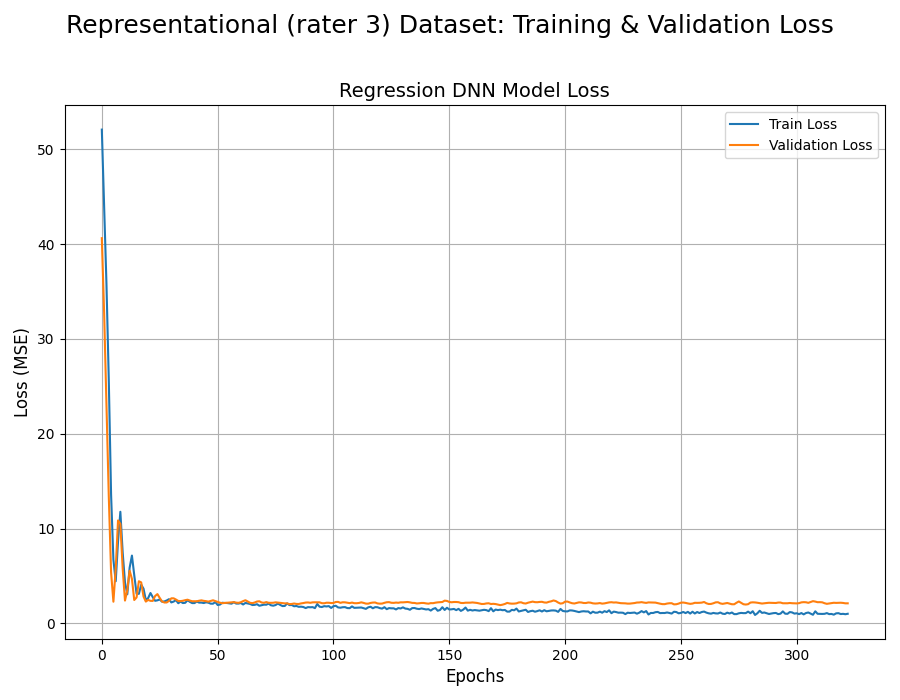 Representational (rater 3) Dataset: Training & Validation Loss
Regression DNN Model Loss
Train Loss
Validation Loss
Loss (MSE)
50
40
30
20
10
0
0 50 100 150 200 250 300
Epochs